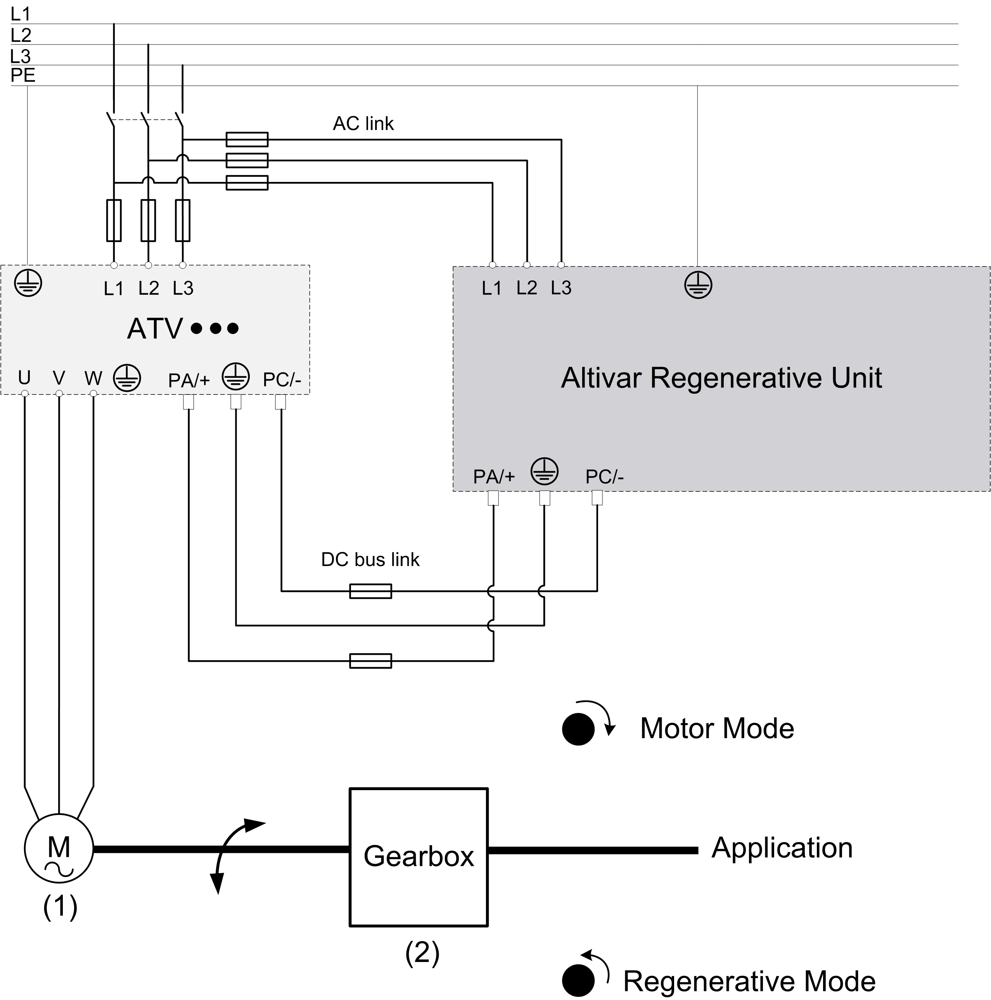 L1
L2
L3
PE
AC link
L1 L2 L3
L1 L2 L3
ATV●●●
U V W PA/+ PC/-
Altivar Regenerative Unit
PA/+ PC/-
DC bus link
Motor Mode
M
Gearbox
Application
(1)
(2)
Regenerative Mode